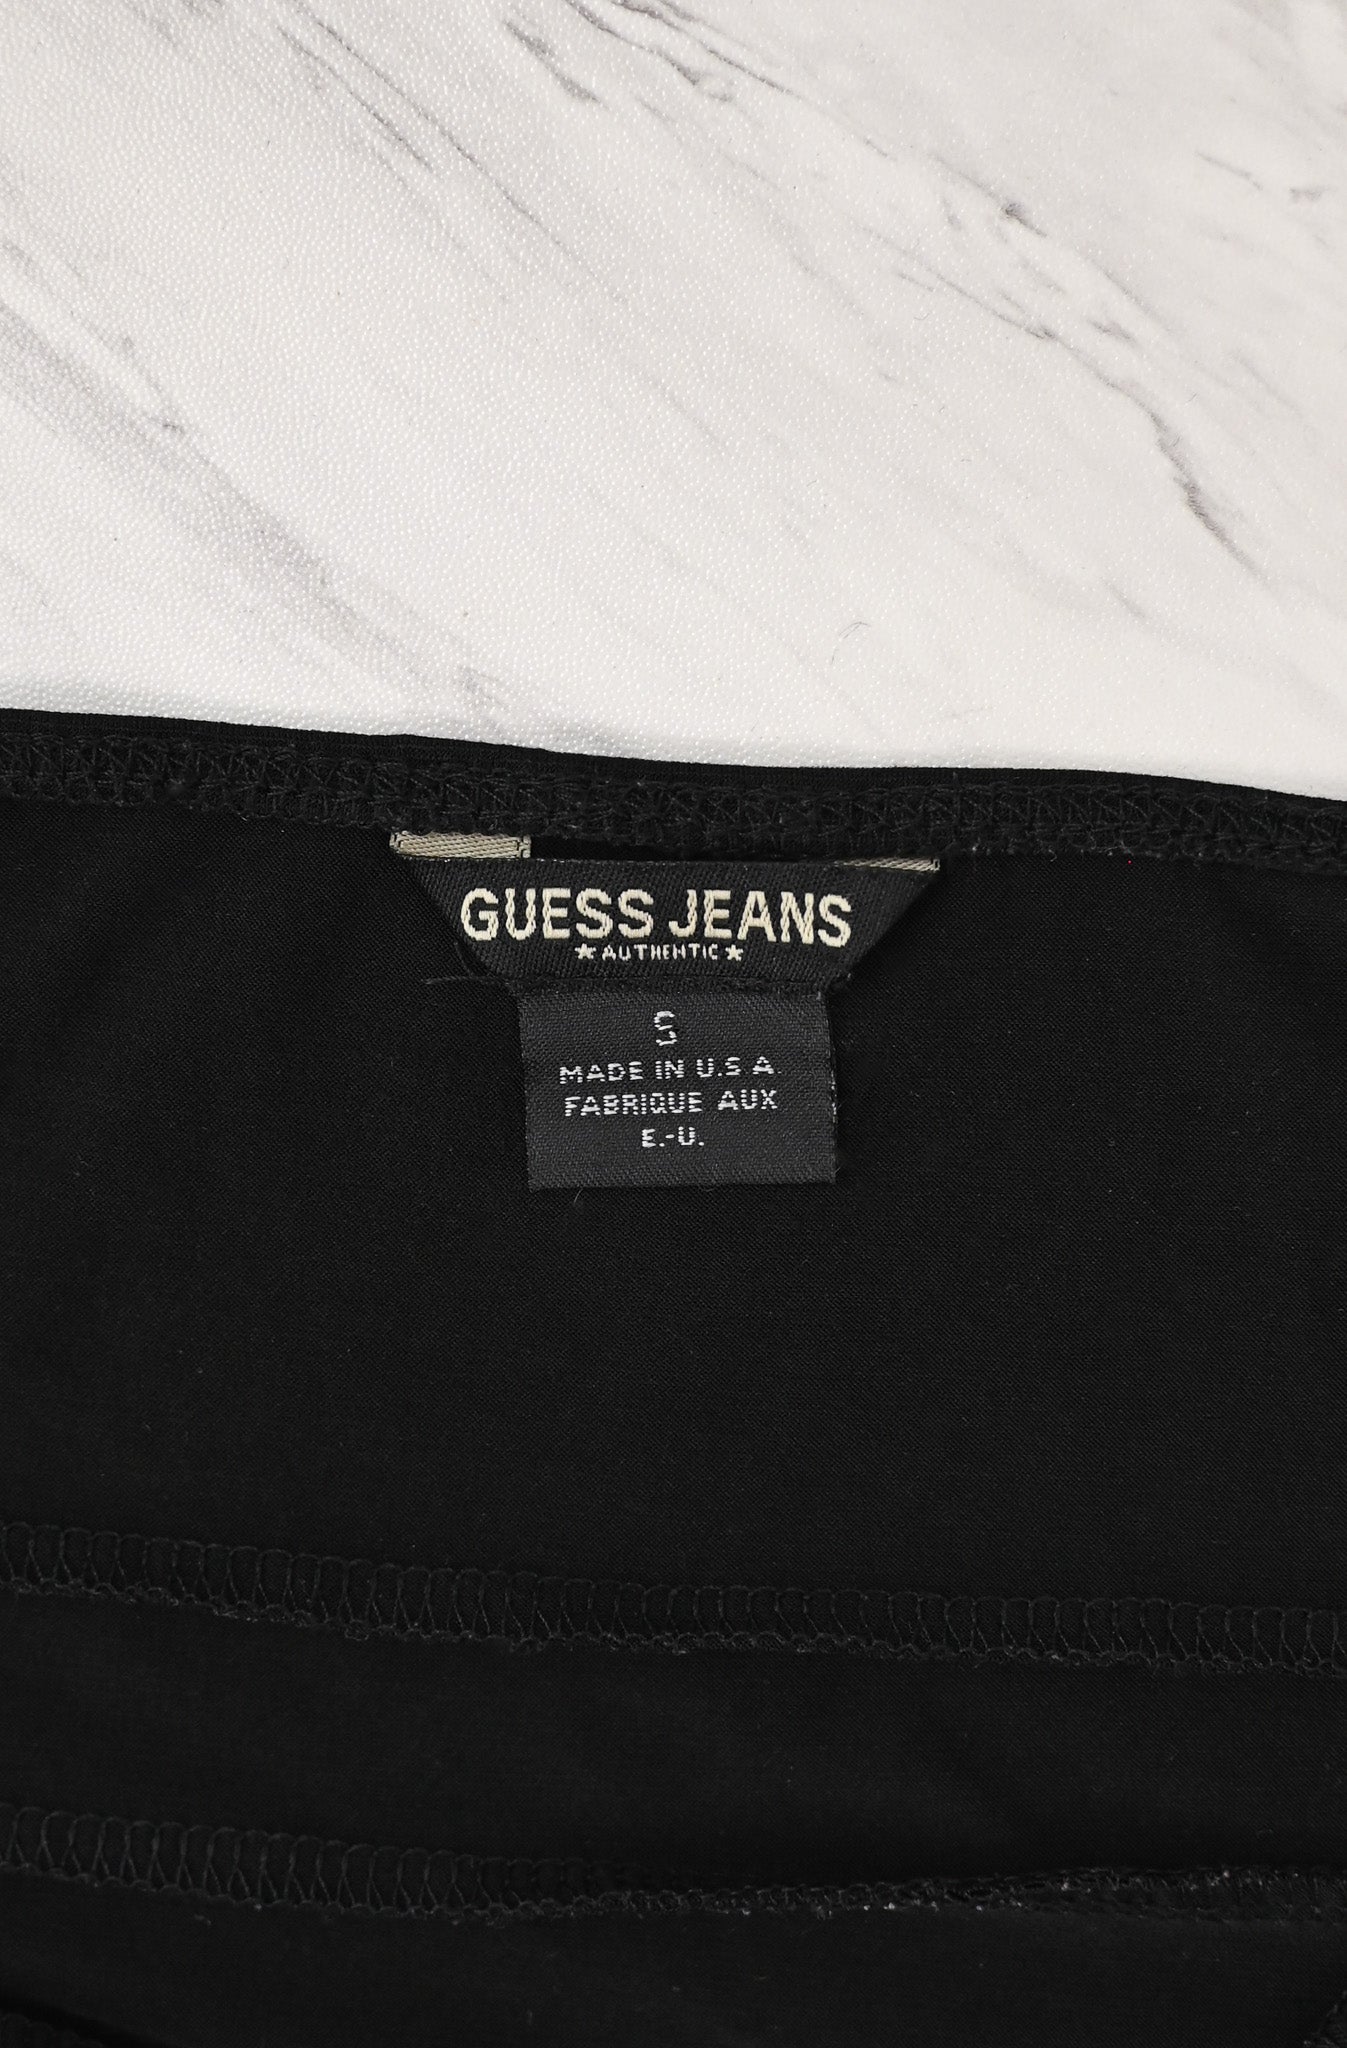 GUESS JEANS
★AUTHENTIC★
S
MADE IN U.S.A.
FABRIQUE AUX
E.-U.